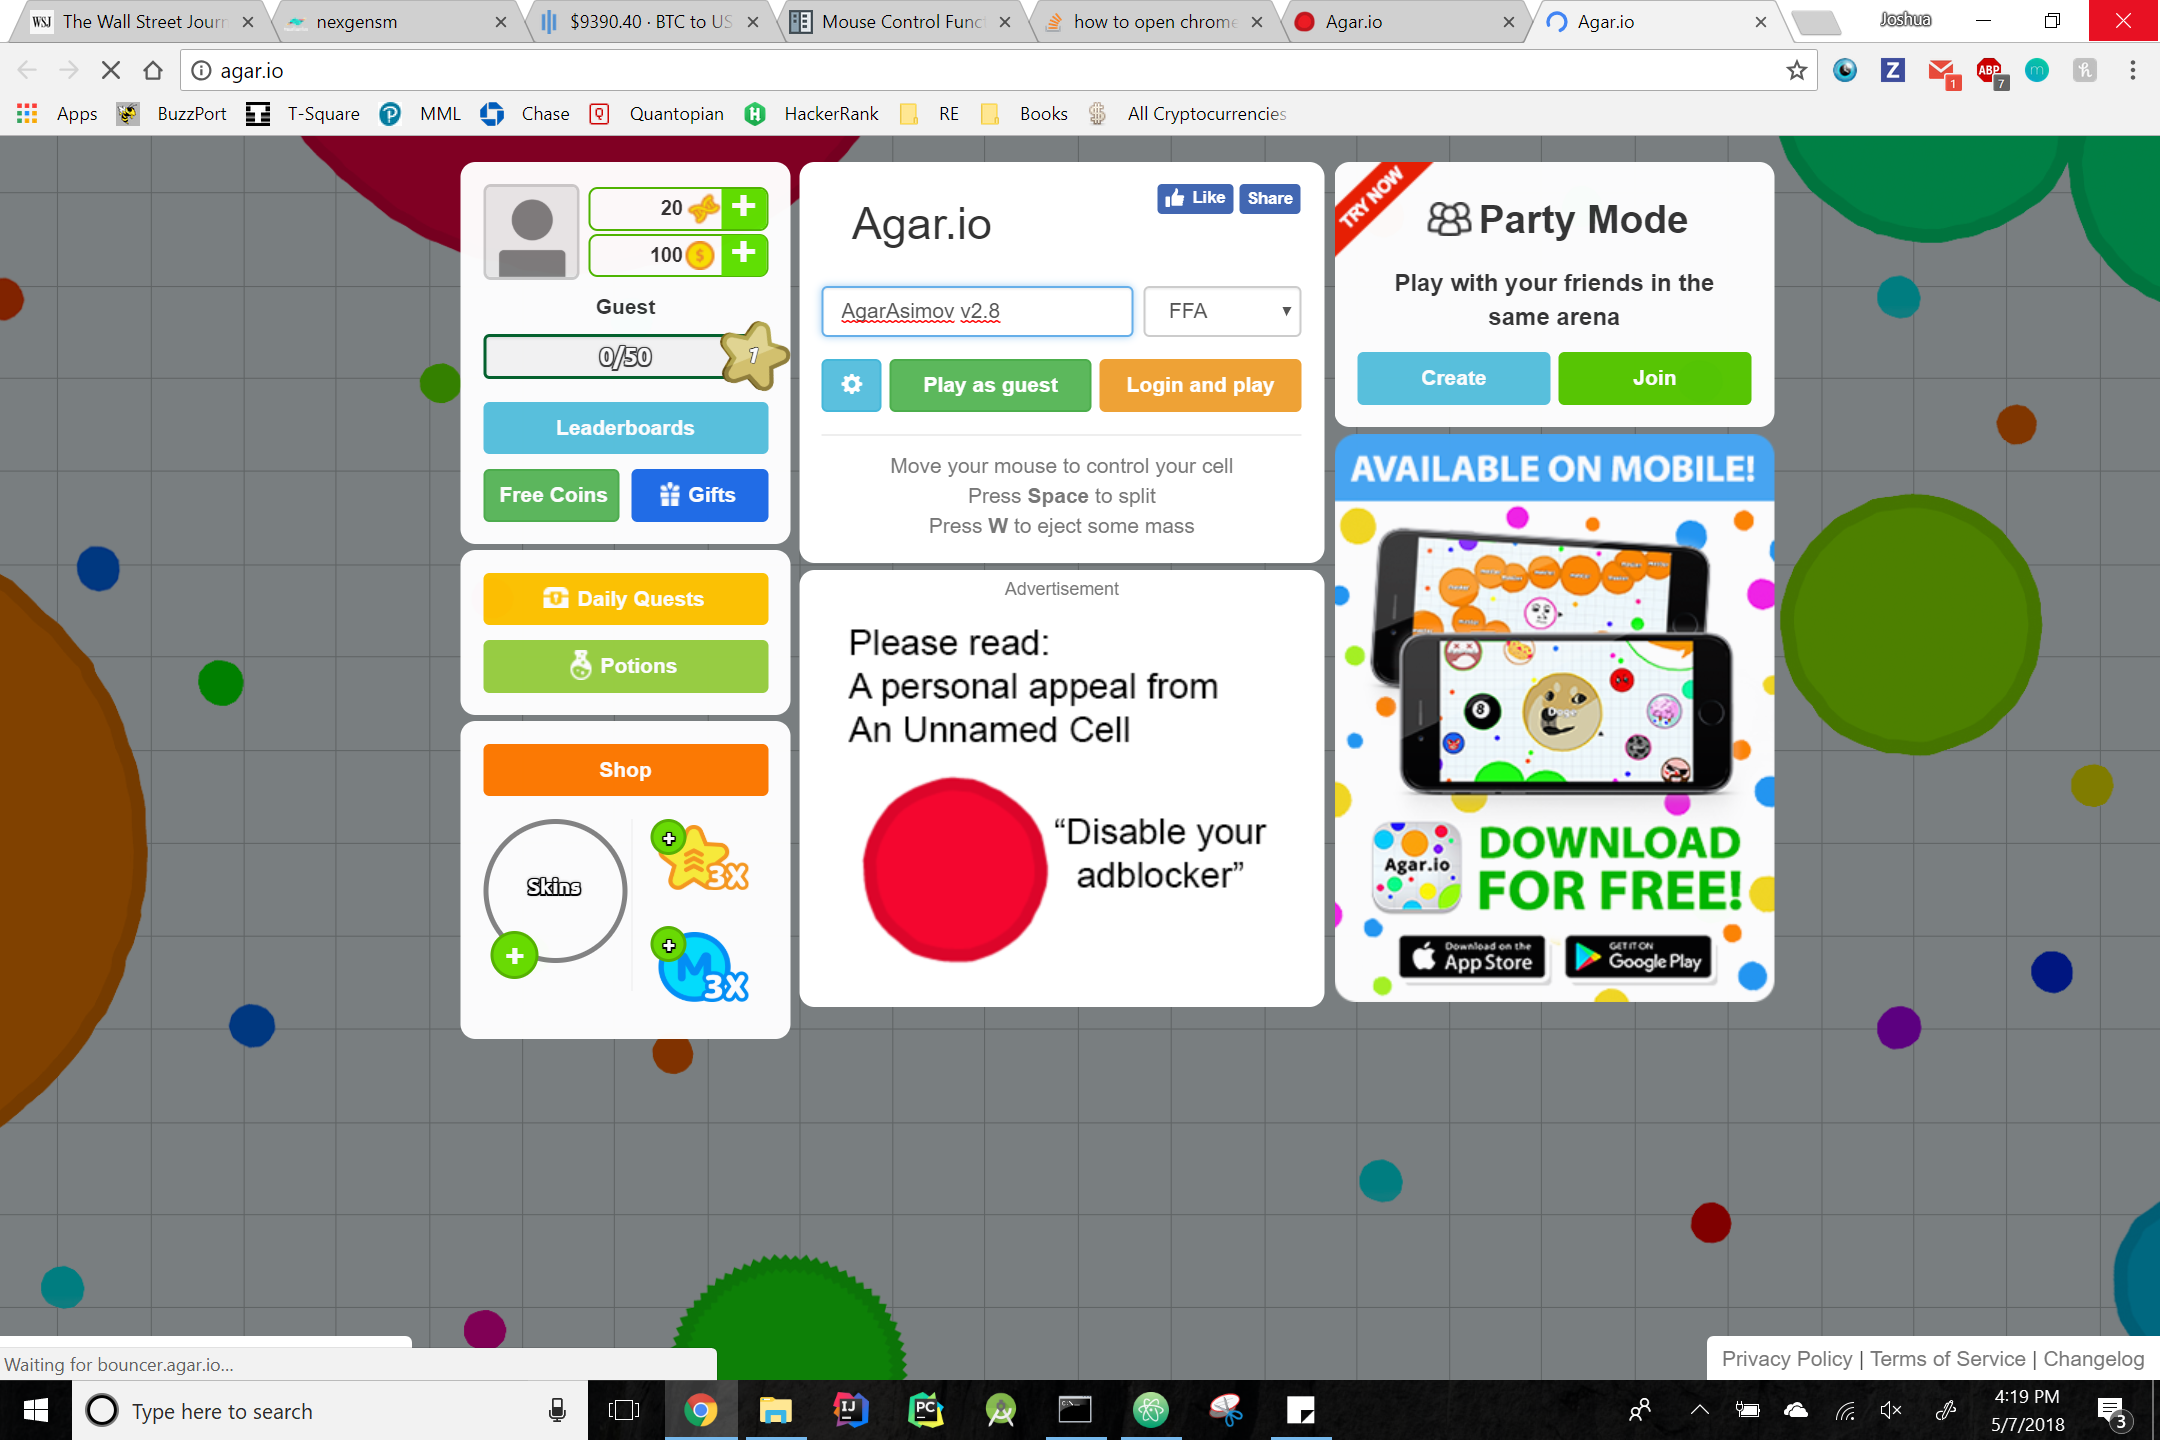 WSJ The Wall Street Jour
nexgensm
$9390.40 · BTC to US
Mouse Control Func
how to open chrome
Agar.io
Agar.io
Joshua
agar.io
Z
1
ABP
7
m
h
Apps
BuzzPort
T-Square
MML
Chase
Quantopian
HackerRank
RE
Books
All Cryptocurrencies
20
100
Guest
0/50
1
Leaderboards
Free Coins
Gifts
Daily Quests
Potions
Shop
Skins
3X
M
3X
Agar.io
Like
Share
AgarAsimov v2.8
FFA
Play as guest
Login and play
Move your mouse to control your cell
Press Space to split
Press W to eject some mass
Advertisement
Please read:
A personal appeal from
An Unnamed Cell
“Disable your
adblocker”
TRY NOW
Party Mode
Play with your friends in the
same arena
Create
Join
AVAILABLE ON MOBILE!
8
Agar.io
DOWNLOAD
FOR FREE!
Download on the
App Store
GET IT ON
Google Play
Waiting for bouncer.agar.io...
Privacy Policy | Terms of Service | Changelog
Type here to search
IJ
PC
4:19 PM
5/7/2018
3